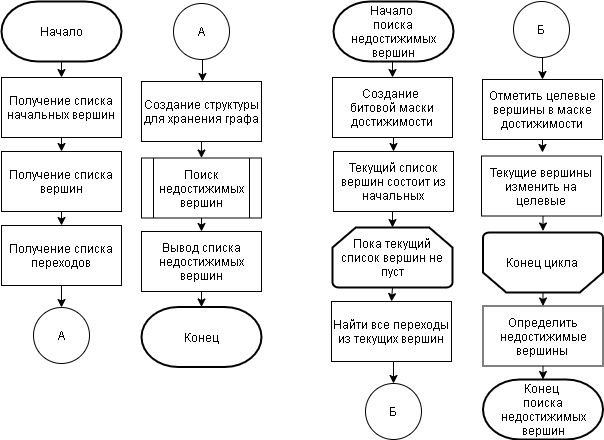 Начало
Получение списка
начальных вершин
Получение списка
вершин
Получение списка
переходов
А
А
Создание структуры
для хранения графа
Поиск
недостижимых
вершин
Вывод списка
недостижимых
вершин
Конец
Начало
поиска
недостижимых
вершин
Создание
битовой маски
достижимости
Текущий список
вершин состоит из
начальных
Пока текущий
список вершин не
пуст
Найти все переходы
из текущих вершин
Б
Б
Отметить целевые
вершины в маске
достижимости
Текущие вершины
изменить на
целевые
Конец цикла
Определить
недостижимые
вершины
Конец
поиска
недостижимых
вершин